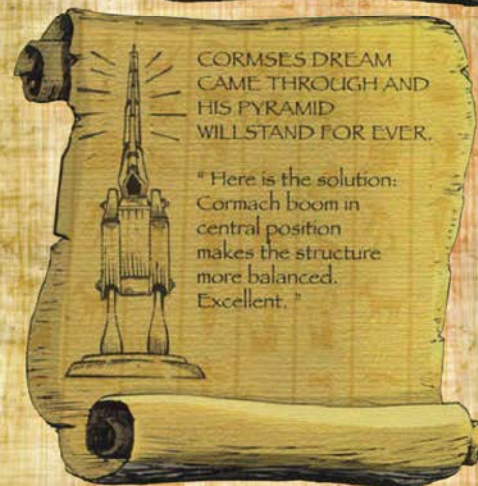 CORMSES DREAM
CAME THROUGH AND
HIS PYRAMID
WILLSTAND FOR EVER.
" Here is the solution:
Cormach boom in
central position
makes the structure
more balanced.
Excellent. "